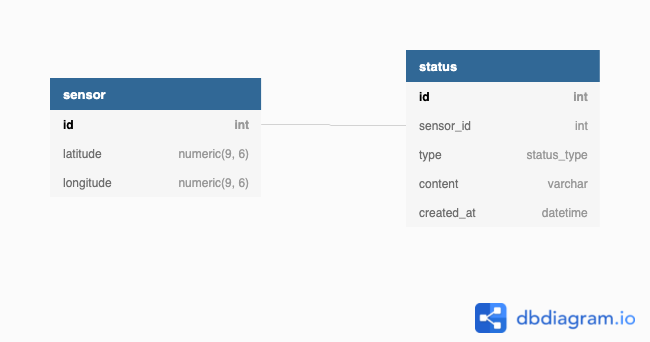 sensor
id int
latitude numeric(9, 6)
longitude numeric(9, 6)
status
id int
sensor_id int
type status_type
content varchar
created_at datetime
dbdiagram.io